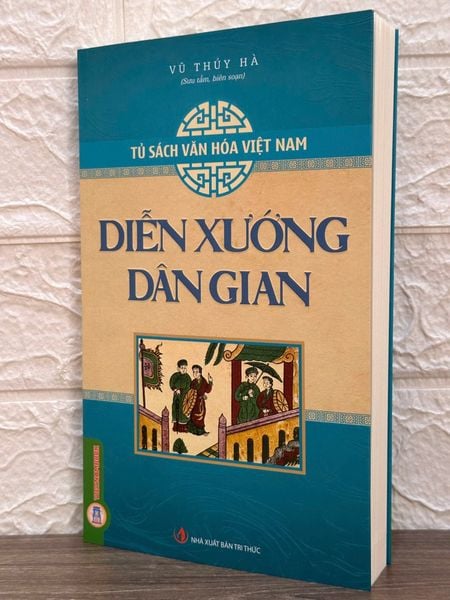 VŨ THÚY HÀ
(Sưu tầm, biên soạn)
TỦ SÁCH VĂN HÓA VIỆT NAM
DIỄN XƯỚNG
DÂN GIAN
NHÀ XUẤT BẢN TRI THỨC